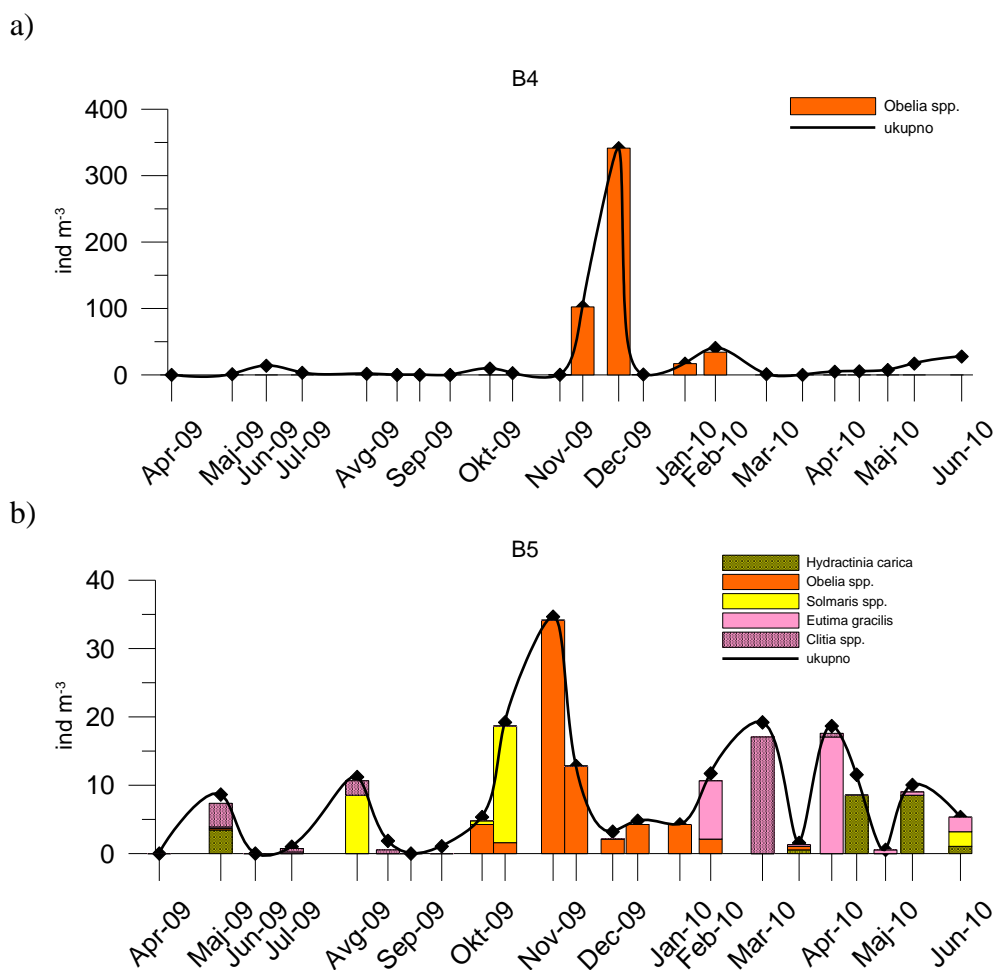 a)
B4
400
300
200
100
0
ind m-3
Obelia spp.
ukupno
Apr-09
Maj-09
Jun-09
Jul-09
Avg-09
Sep-09
Okt-09
Nov-09
Dec-09
Jan-10
Feb-10
Mar-10
Apr-10
Maj-10
Jun-10
b)
B5
40
30
20
10
0
ind m-3
Hydractinia carica
Obelia spp.
Solmaris spp.
Eutima gracilis
Clitia spp.
ukupno
Apr-09
Maj-09
Jun-09
Jul-09
Avg-09
Sep-09
Okt-09
Nov-09
Dec-09
Jan-10
Feb-10
Mar-10
Apr-10
Maj-10
Jun-10